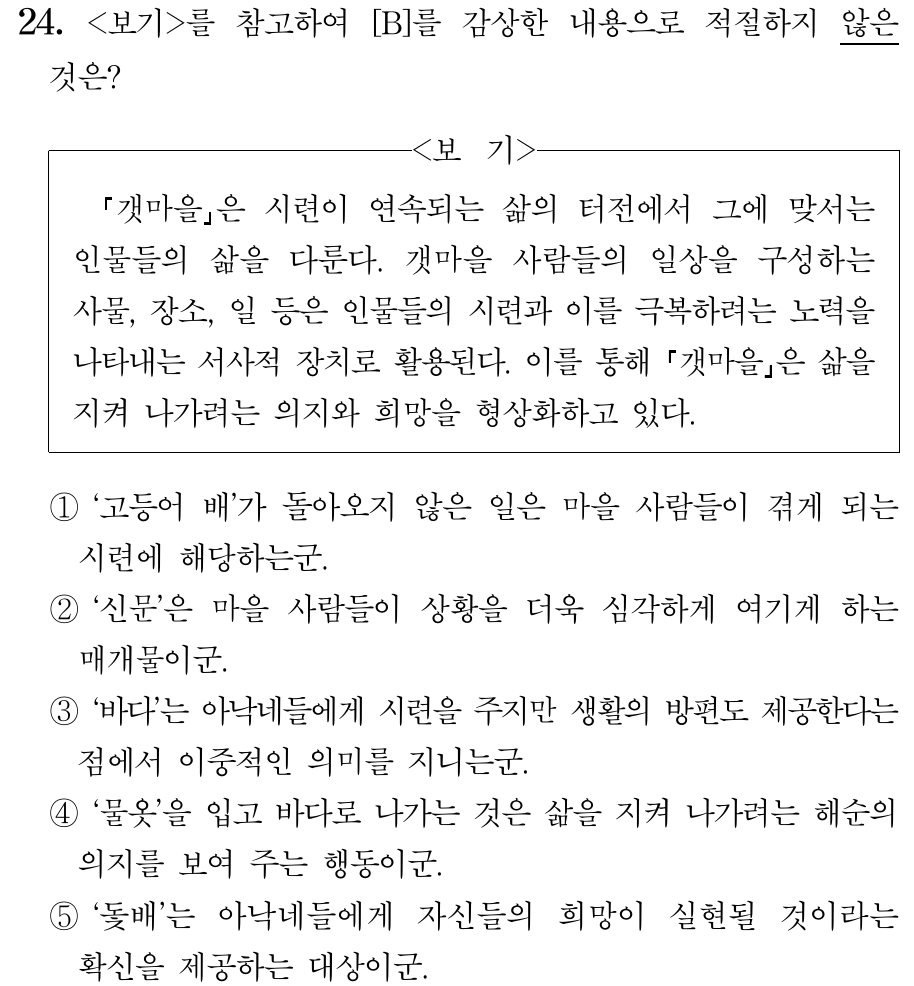 24. <보기>를 참고하여 [B]를 감상한 내용으로 적절하지 않은
것은?
<보 기>
『갯마을』은 시련이 연속되는 삶의 터전에서 그에 맞서는
인물들의 삶을 다룬다. 갯마을 사람들의 일상을 구성하는
사물, 장소, 일 등은 인물들의 시련과 이를 극복하려는 노력을
나타내는 서사적 장치로 활용된다. 이를 통해 『갯마을』은 삶을
지켜 나가려는 의지와 희망을 형상화하고 있다.
① ‘고등어 배’가 돌아오지 않은 일은 마을 사람들이 겪게 되는
시련에 해당하는군.
② ‘신문’은 마을 사람들이 상황을 더욱 심각하게 여기게 하는
매개물이군.
③ ‘바다’는 아낙네들에게 시련을 주지만 생활의 방편도 제공한다는
점에서 이중적인 의미를 지니는군.
④ ‘물옷’을 입고 바다로 나가는 것은 삶을 지켜 나가려는 해순의
의지를 보여 주는 행동이군.
⑤ ‘돛배’는 아낙네들에게 자신들의 희망이 실현될 것이라는
확신을 제공하는 대상이군.